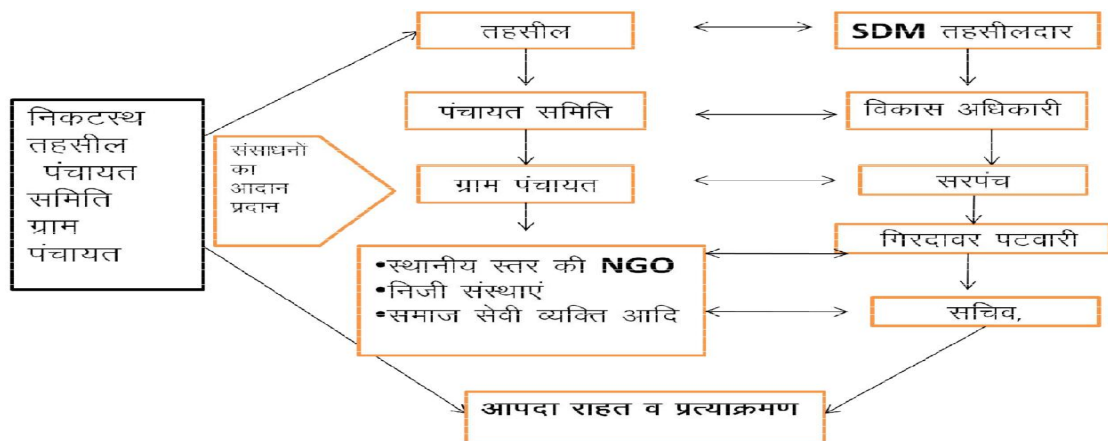 तहसील
SDM तहसीलदार
निकटस्थ
तहसील
पंचायत
समिति
ग्राम
पंचायत
संसाधनों
का
आदान
प्रदान
पंचायत समिति
विकास अधिकारी
ग्राम पंचायत
सरपंच
गिरदावर पटवारी
•स्थानीय स्तर की NGO
•निजी संस्थाएं
•समाज सेवी व्यक्ति आदि
सचिव,
आपदा राहत व प्रत्याक्रमण